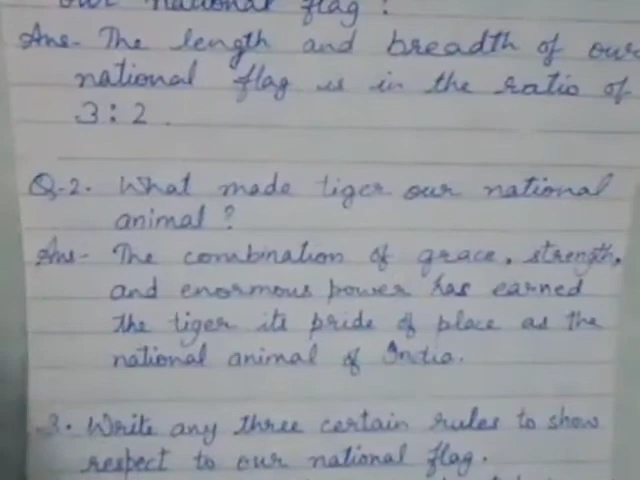 our national flag?
Ans- The length and breadth of our
national flag is in the ratio of
3:2.
Q-2. What made tiger our national
animal?
Ans- The combination of grace, strength,
and enormous power has earned
the tiger its pride of place as the
national animal of India.
3. Write any three certain rules to show
respect to our national flag.